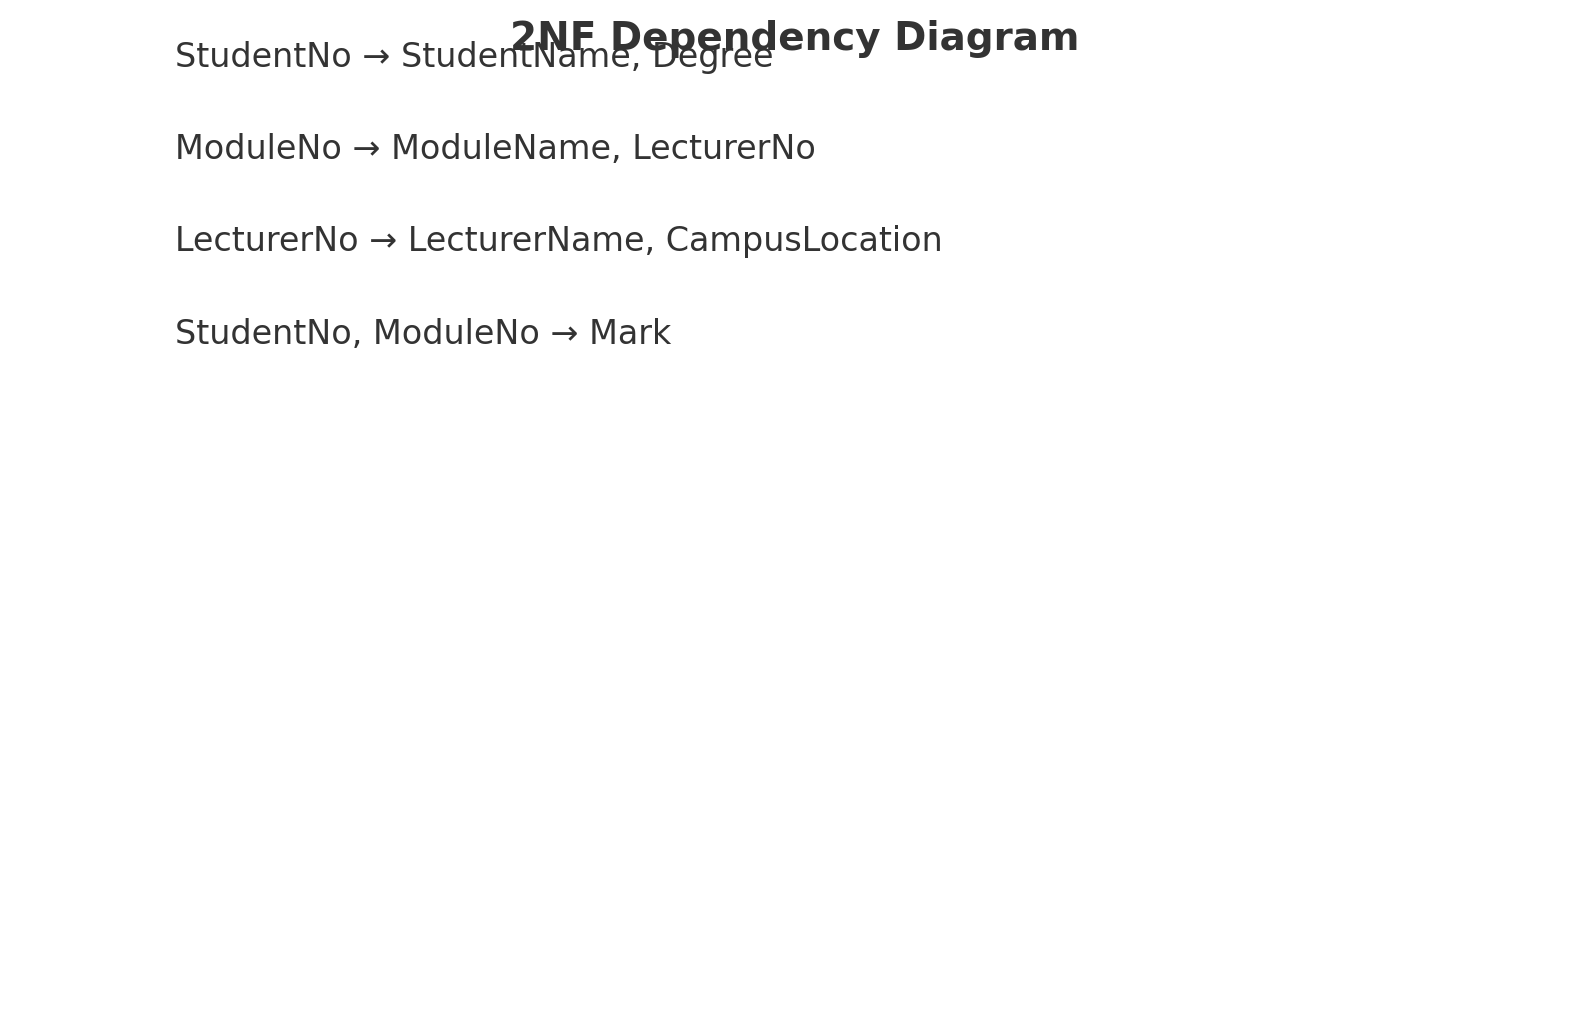 2NF Dependency Diagram
StudentNo → StudentName, Degree
ModuleNo → ModuleName, LecturerNo
LecturerNo → LecturerName, CampusLocation
StudentNo, ModuleNo → Mark